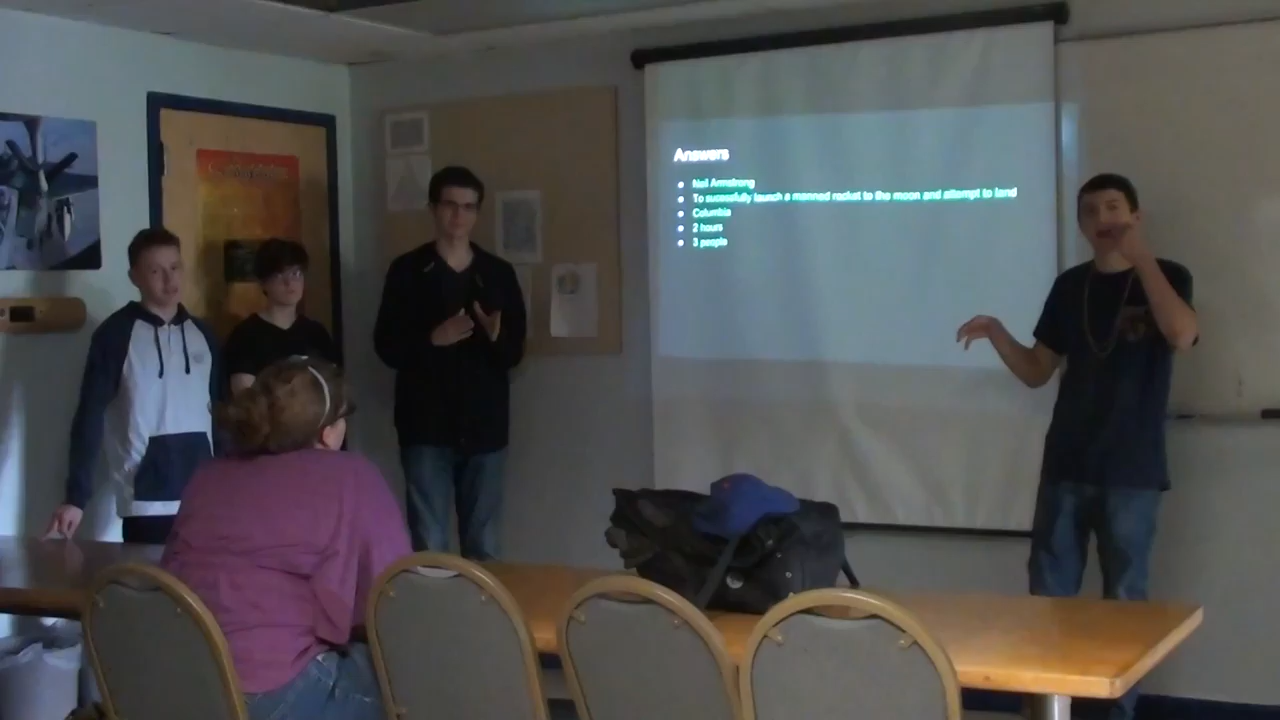 Answers
Neil Armstrong
To sucessfully launch a manned rocket to the moon and attempt to land
Columbia
2 hours
3 people